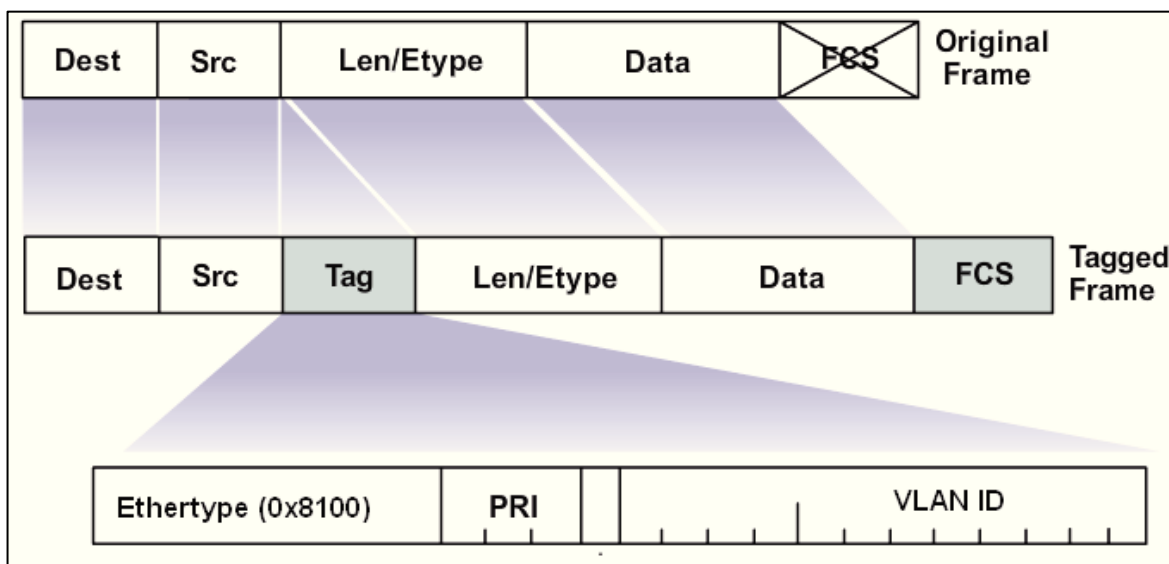 Dest Src Len/Etype Data FCS Original
Frame
Dest Src Tag Len/Etype Data FCS Tagged
Frame
Ethertype (0x8100) PRI VLAN ID